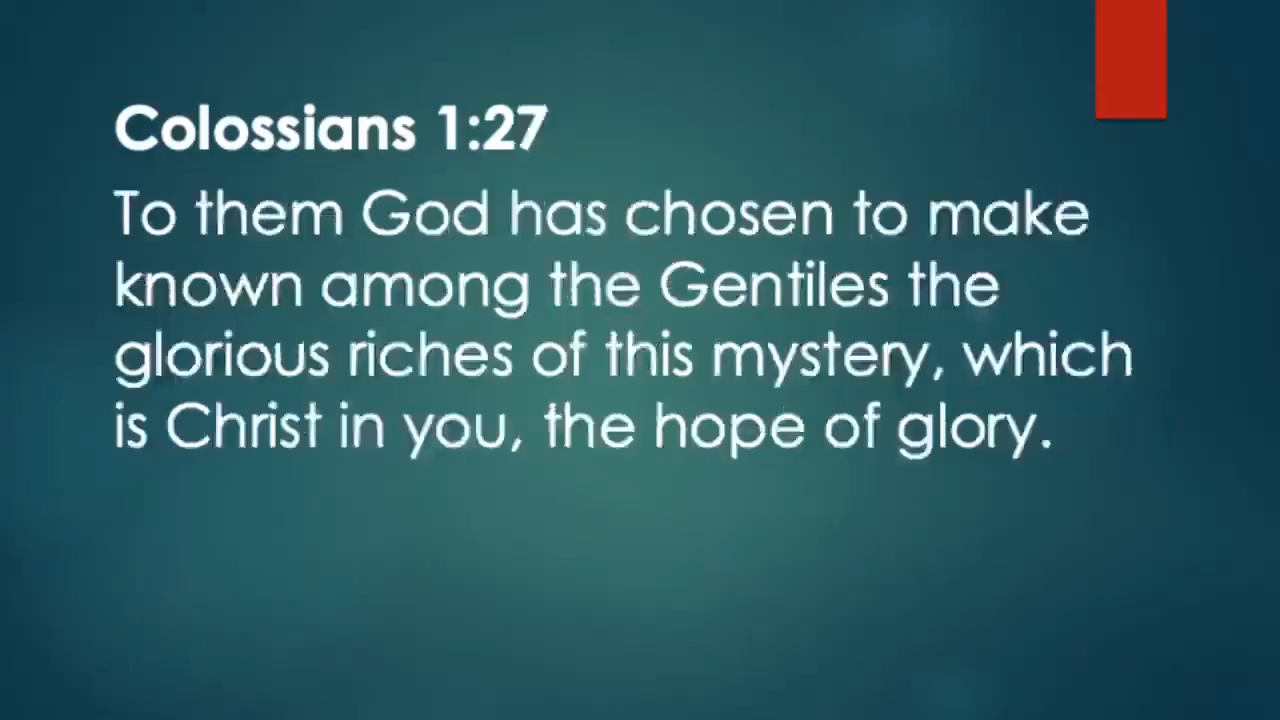 Colossians 1:27
To them God has chosen to make
known among the Gentiles the
glorious riches of this mystery, which
is Christ in you, the hope of glory.